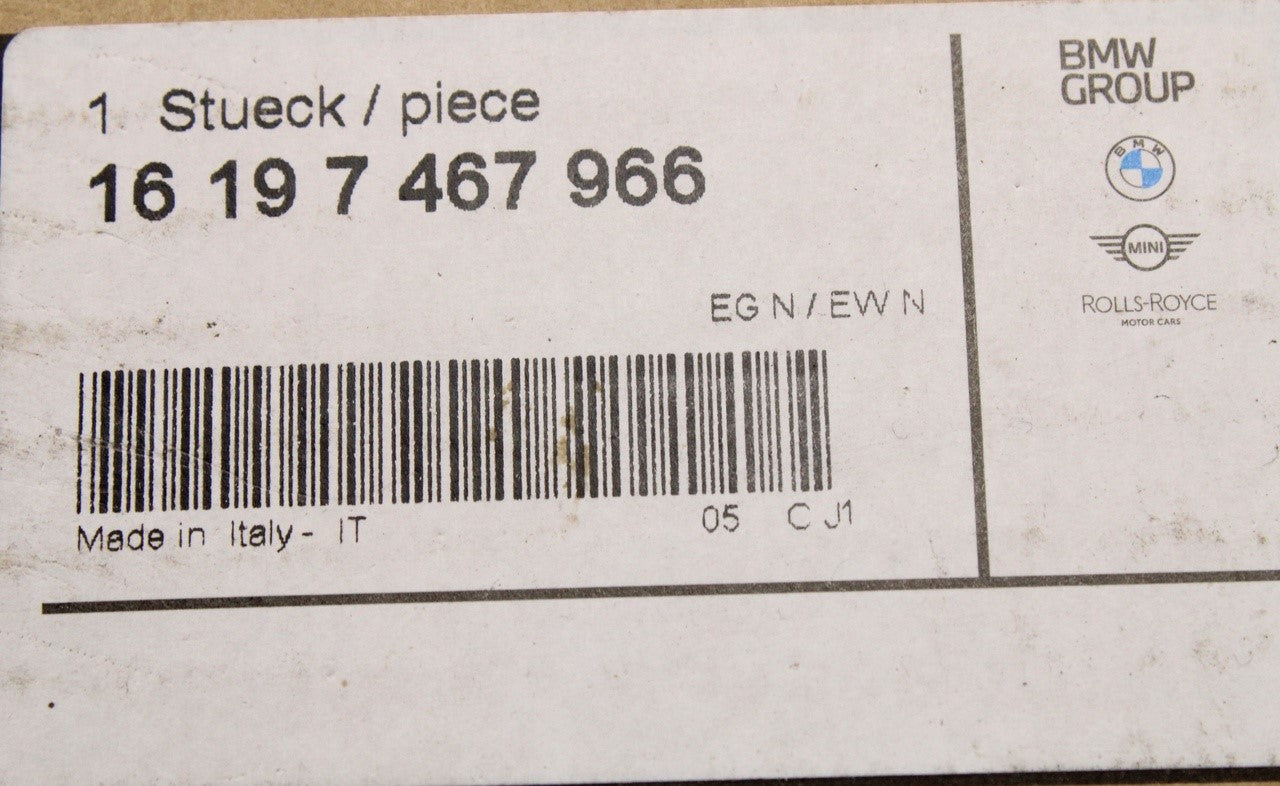 1 Stueck / piece
16 19 7 467 966
EG N / EW N
Made in Italy - IT
05 C J1
BMW
GROUP
BMW
MINI
ROLLS-ROYCE
MOTOR CARS